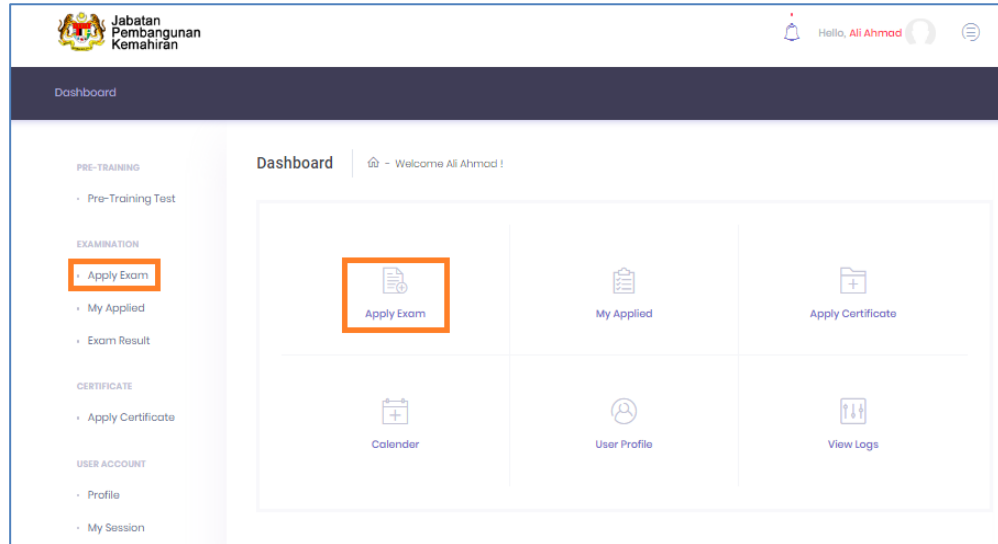 Jabatan
Pembangunan
Kemahiran
Hello, Ali Ahmad
Dashboard
PRE-TRAINING
Pre-Training Test
EXAMINATION
Apply Exam
My Applied
Exam Result
CERTIFICATE
Apply Certificate
USER ACCOUNT
Profile
My Session
Dashboard - Welcome Ali Ahmad !
Apply Exam
My Applied
Apply Certificate
Calender
User Profile
View Logs